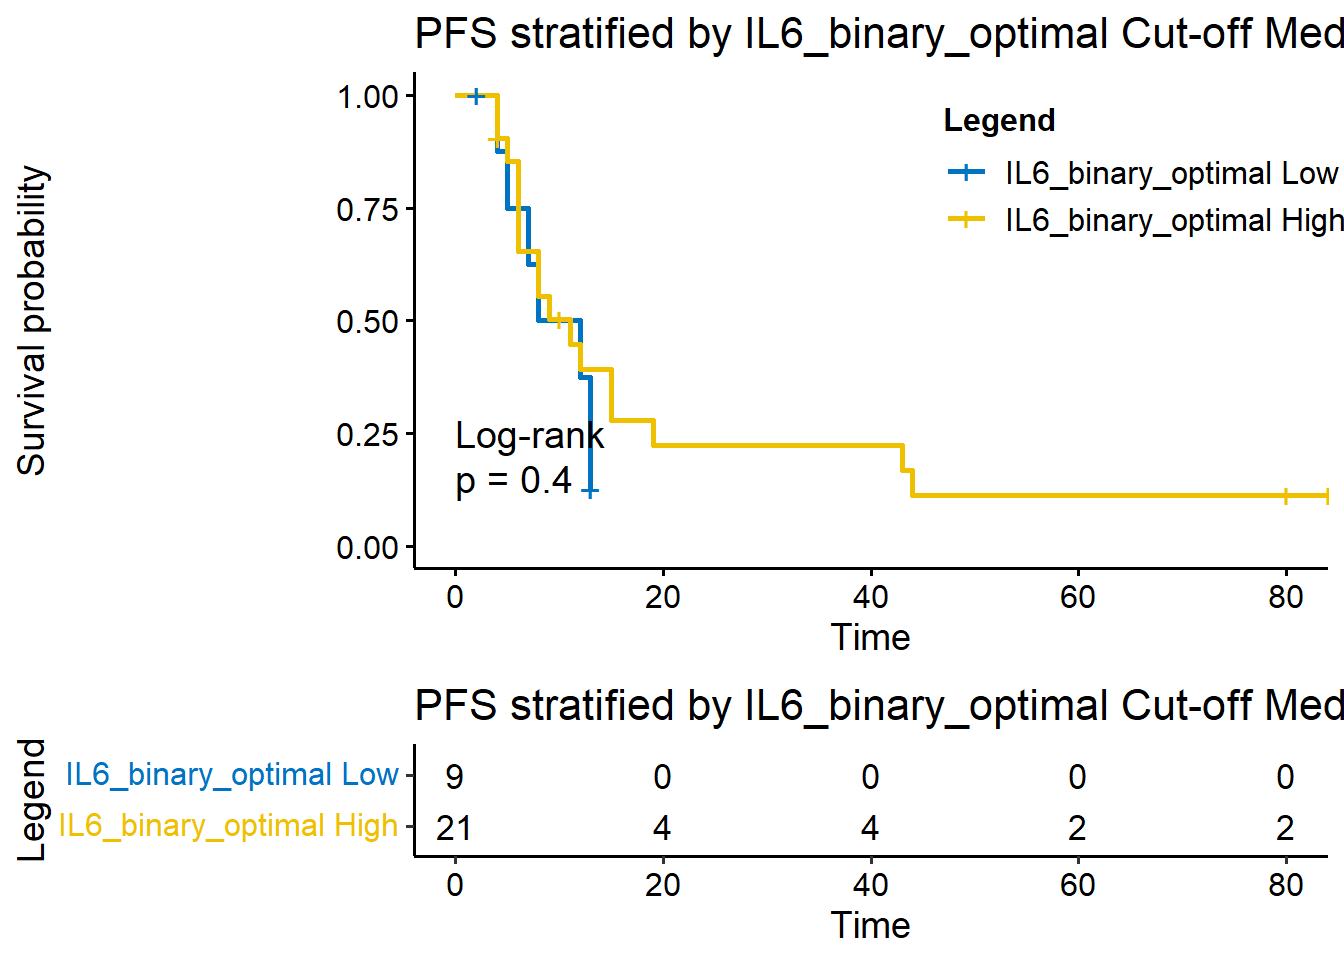 PFS stratified by IL6_binary_optimal Cut-off Med
Survival probability
1.00
0.75
0.50
0.25
0.00
Legend
IL6_binary_optimal Low
IL6_binary_optimal High
Log-rank
p = 0.4
0 20 40 60 80
Time
PFS stratified by IL6_binary_optimal Cut-off Med
Legend
IL6_binary_optimal Low 9 0 0 0 0
IL6_binary_optimal High 21 4 4 2 2
0 20 40 60 80
Time